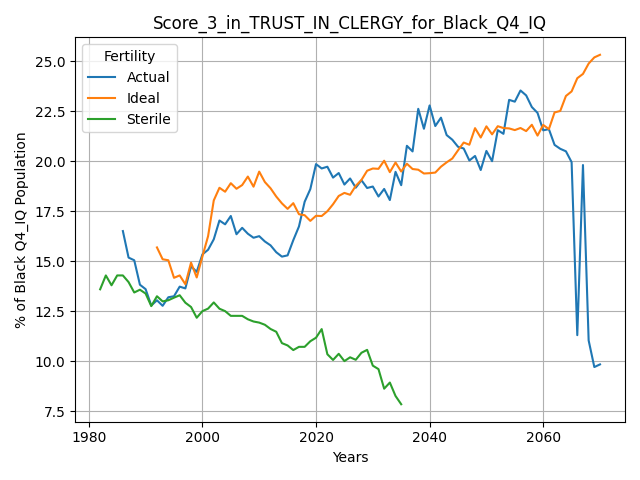 Score_3_in_TRUST_IN_CLERGY_for_Black_Q4_IQ
Fertility
Actual
Ideal
Sterile
% of Black Q4_IQ Population
25.0
22.5
20.0
17.5
15.0
12.5
10.0
7.5
1980
2000
2020
2040
2060
Years